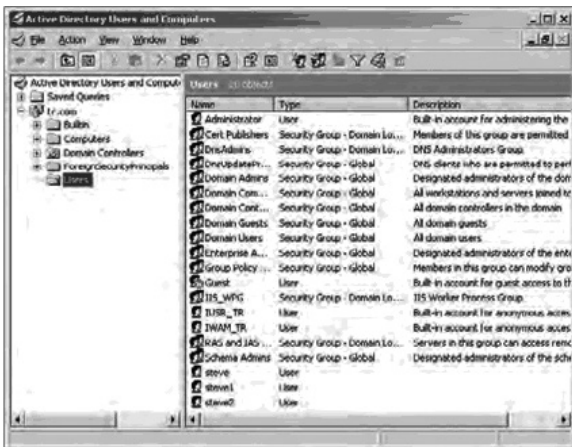 Active Directory Users and Computers
File Action View Window Help
Active Directory Users and Comput
Saved Queries
tr.com
Builtin
Computers
Domain Controllers
ForeignSecurityPrincipals
Users
Users 20 objects
Name Type Description
Administrator User Built-in account for administering the
Cert Publishers Security Group - Domain Lo... Members of this group are permitted
DnsAdmins Security Group - Domain Lo... DNS Administrators Group
DnsUpdatePr... Security Group - Global DNS clients who are permitted to perf
Domain Admins Security Group - Global Designated administrators of the dom
Domain Com... Security Group - Global All workstations and servers joined to
Domain Cont... Security Group - Global All domain controllers in the domain
Domain Guests Security Group - Global All domain guests
Domain Users Security Group - Global All domain users
Enterprise A... Security Group - Global Designated administrators of the ente
Group Policy ... Security Group - Global Members in this group can modify gro
Guest User Built-in account for guest access to th
IIS_WPG Security Group - Domain Lo... IIS Worker Process Group
IUSR_TR User Built-in account for anonymous acces
IWAM_TR User Built-in account for anonymous acces
RAS and IAS ... Security Group - Domain Lo... Servers in this group can access remo
Schema Admins Security Group - Global Designated administrators of the sche
steve User
steve1 User
steve2 User